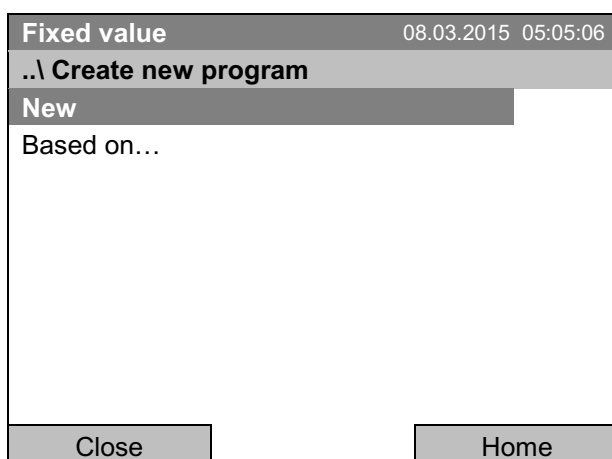 Fixed value 08.03.2015 05:05:06
..\ Create new program
New
Based on…
Close Home